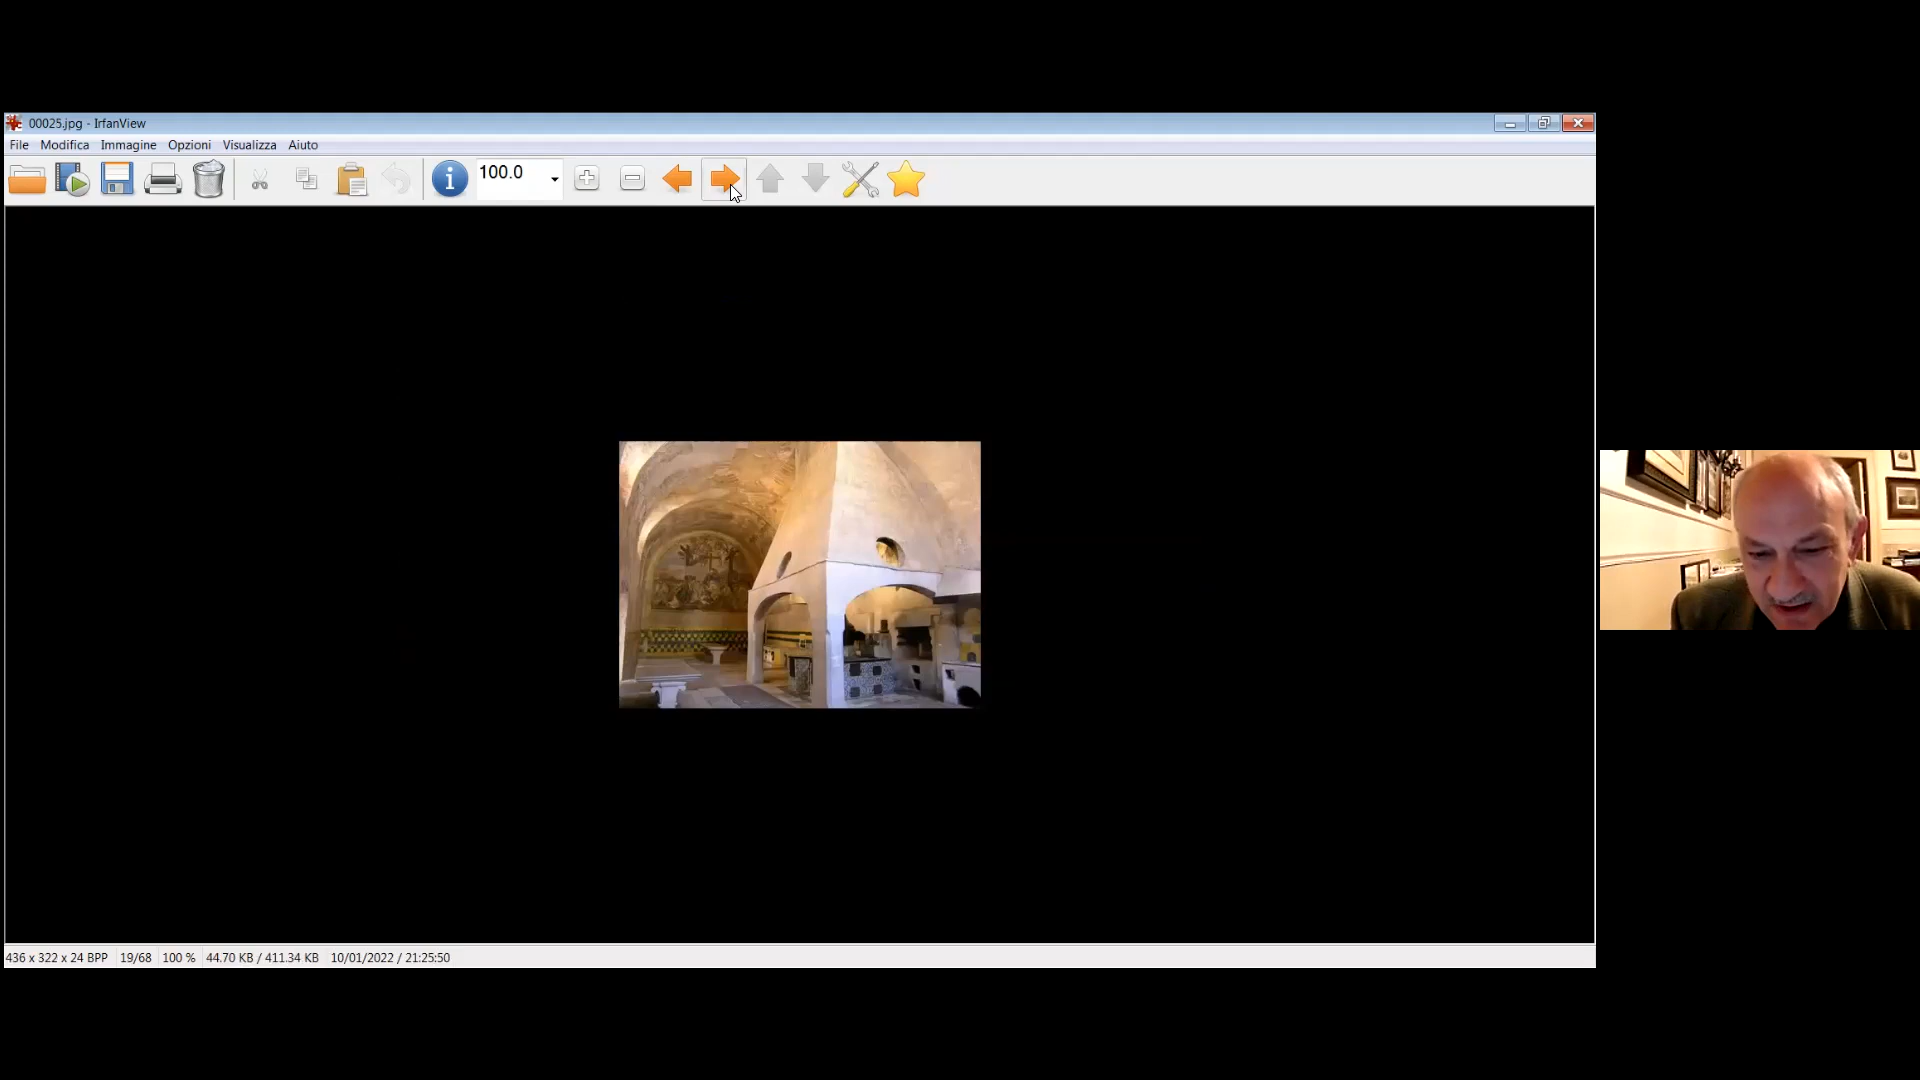 00025.jpg - IrfanView
File Modifica Immagine Opzioni Visualizza Aiuto
100.0
436 x 322 x 24 BPP 19/68 100 % 44.70 KB / 411.34 KB 10/01/2022 / 21:25:50